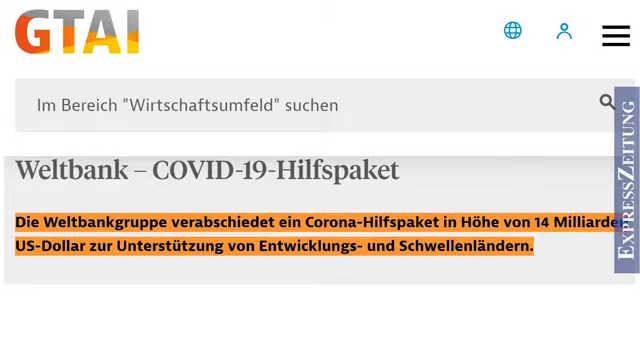 GTAI
Im Bereich "Wirtschaftsumfeld" suchen
Weltbank – COVID-19-Hilfspaket
Die Weltbankgruppe verabschiedet ein Corona-Hilfspaket in Höhe von 14 Milliarden
US-Dollar zur Unterstützung von Entwicklungs- und Schwellenländern.
EXPRESSZEITUNG